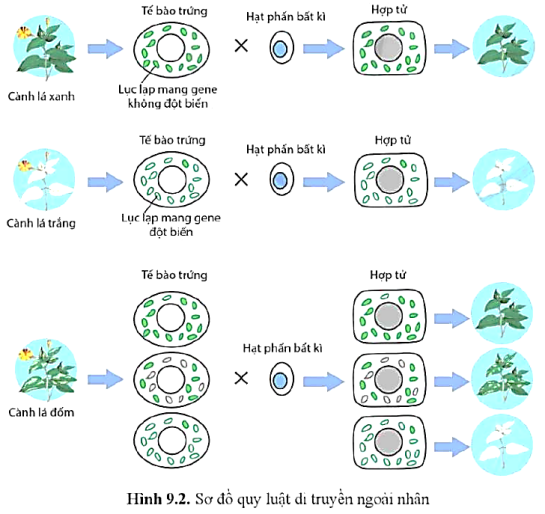 Tế bào trứng
Hạt phấn bất kì
Hợp tử
Cành lá xanh
Lục lạp mang gene
không đột biến
Tế bào trứng
Hạt phấn bất kì
Hợp tử
Cành lá trắng
Lục lạp mang gene
đột biến
Tế bào trứng
Hợp tử
Hạt phấn bất kì
Cành lá đốm
Hình 9.2. Sơ đồ quy luật di truyền ngoài nhân